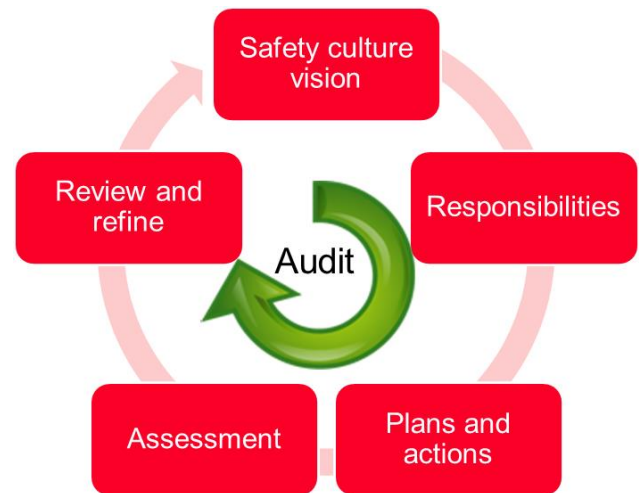 Safety culture
vision
Responsibilities
Plans and
actions
Assessment
Review and
refine
Audit